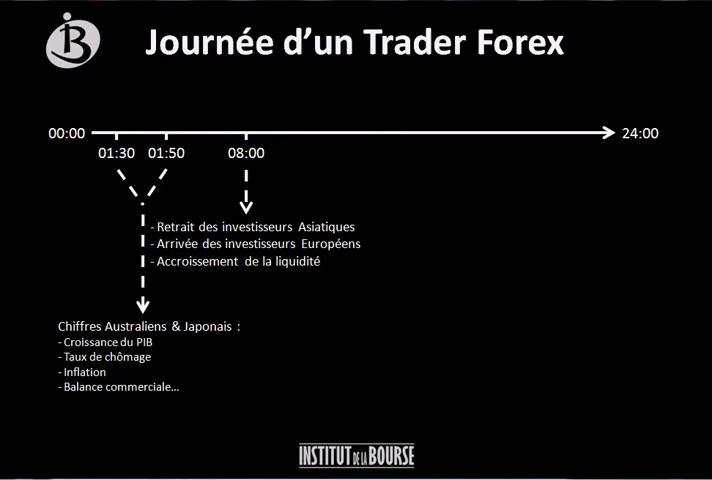 Journée d'un Trader Forex
00:00
24:00
01:30
01:50
08:00
- Retrait des investisseurs Asiatiques
- Arrivée des investisseurs Européens
- Accroissement de la liquidité
Chiffres Australiens & Japonais :
- Croissance du PIB
- Taux de chômage
- Inflation
- Balance commerciale...
INSTITUT DE LA BOURSE